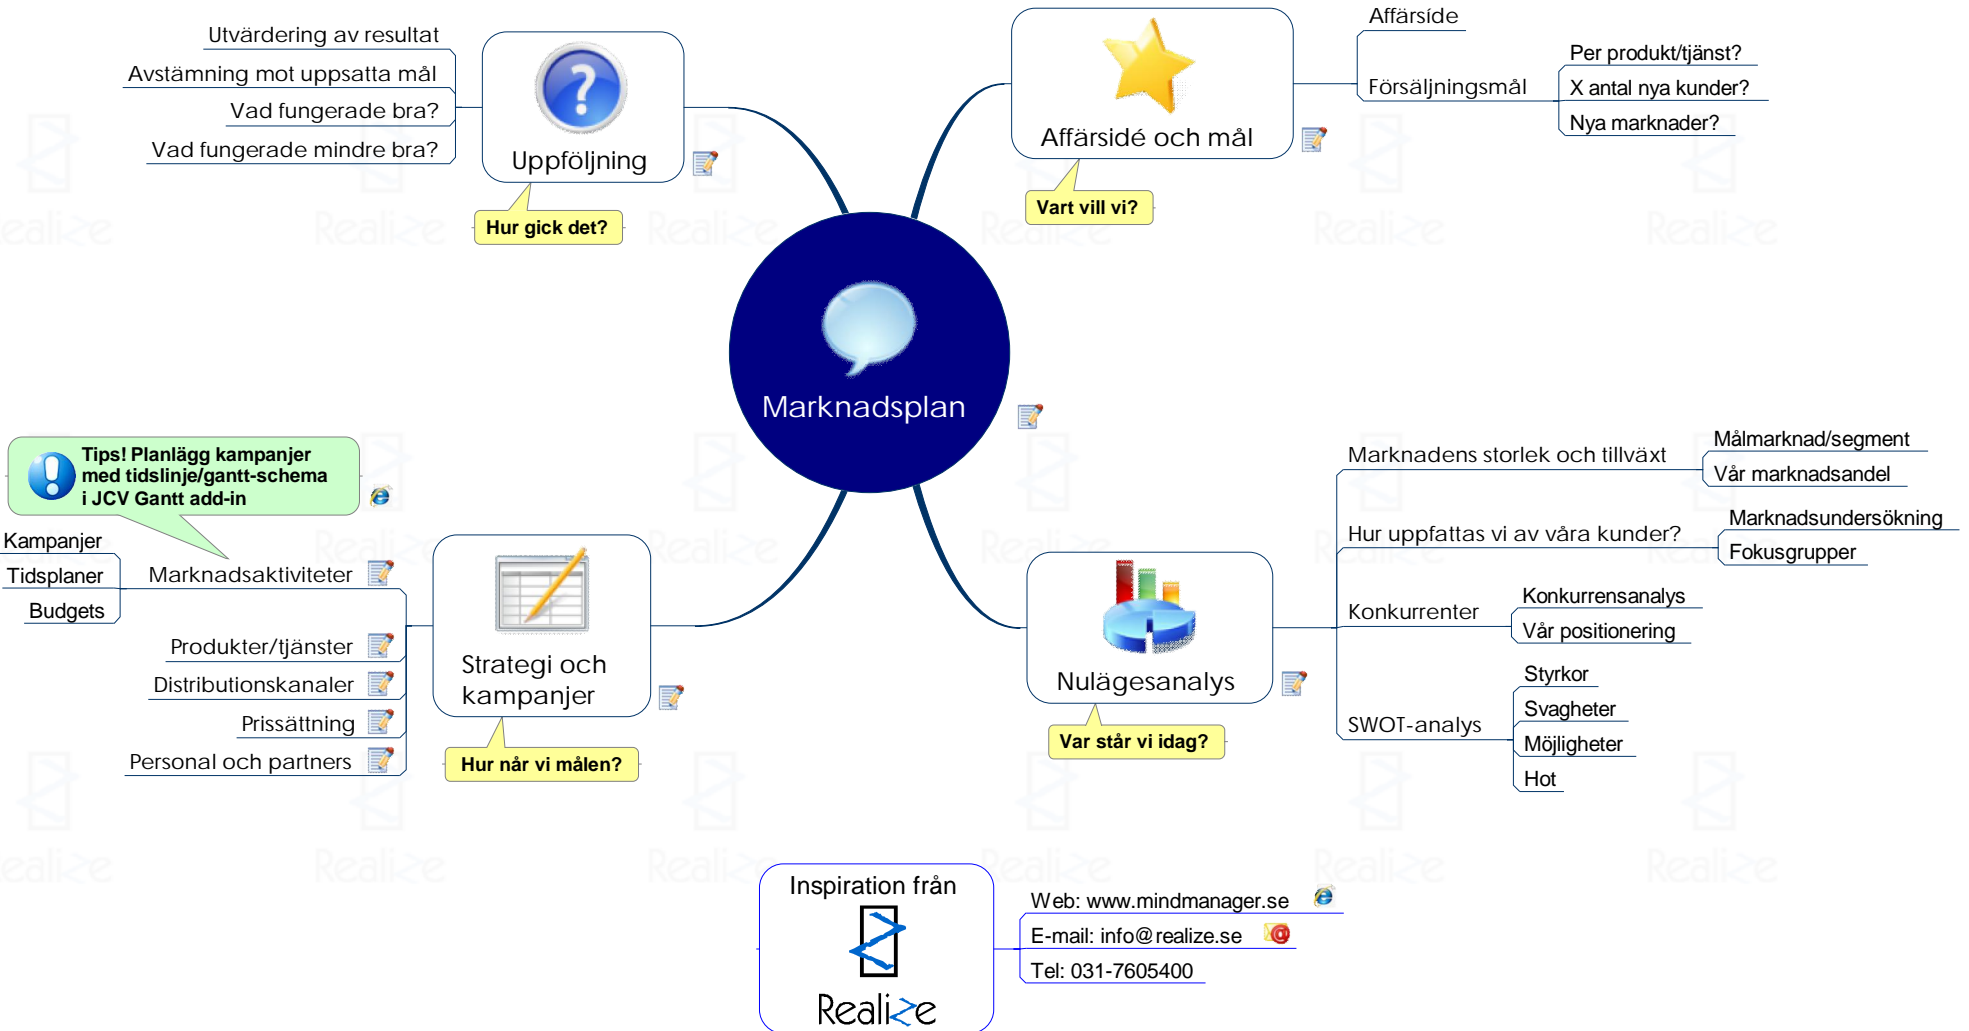 Marknadsplan
Affärsidé och mål
Vart vill vi?
Affärsíde
Försäljningsmål
Per produkt/tjänst?
X antal nya kunder?
Nya marknader?
Nulägesanalys
Var står vi idag?
Marknadens storlek och tillväxt
Målmarknad/segment
Vår marknadsandel
Hur uppfattas vi av våra kunder?
Marknadsundersökning
Fokusgrupper
Konkurrenter
Konkurrensanalys
Vår positionering
SWOT-analys
Styrkor
Svagheter
Möjligheter
Hot
Strategi och
kampanjer
Hur når vi målen?
Tips! Planlägg kampanjer
med tidslinje/gantt-schema
i JCV Gantt add-in
Marknadsaktiviteter
Kampanjer
Tidsplaner
Budgets
Produkter/tjänster
Distributionskanaler
Prissättning
Personal och partners
Uppföljning
Hur gick det?
Utvärdering av resultat
Avstämning mot uppsatta mål
Vad fungerade bra?
Vad fungerade mindre bra?
Inspiration från
Realize
Web: www.mindmanager.se
E-mail: info@realize.se
Tel: 031-7605400